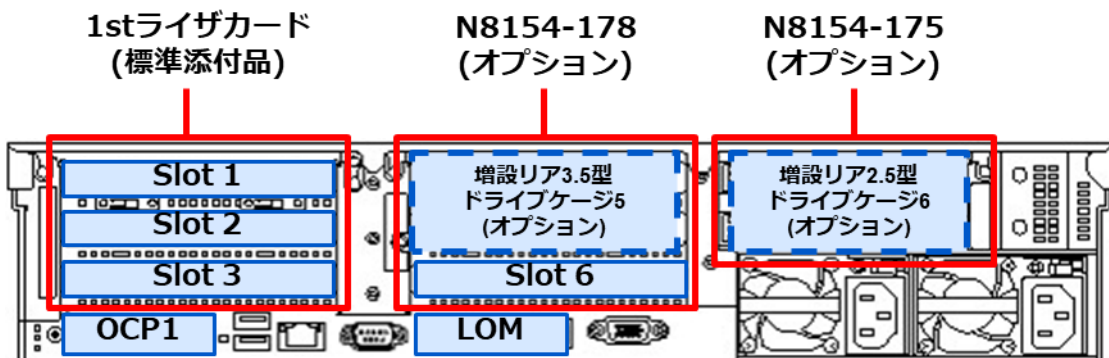 1stライザカード
(標準添付品)
N8154-178
(オプション)
N8154-175
(オプション)
Slot 1
Slot 2
Slot 3
増設リア3.5型
ドライブケージ5
(オプション)
Slot 6
増設リア2.5型
ドライブケージ6
(オプション)
OCP1
LOM